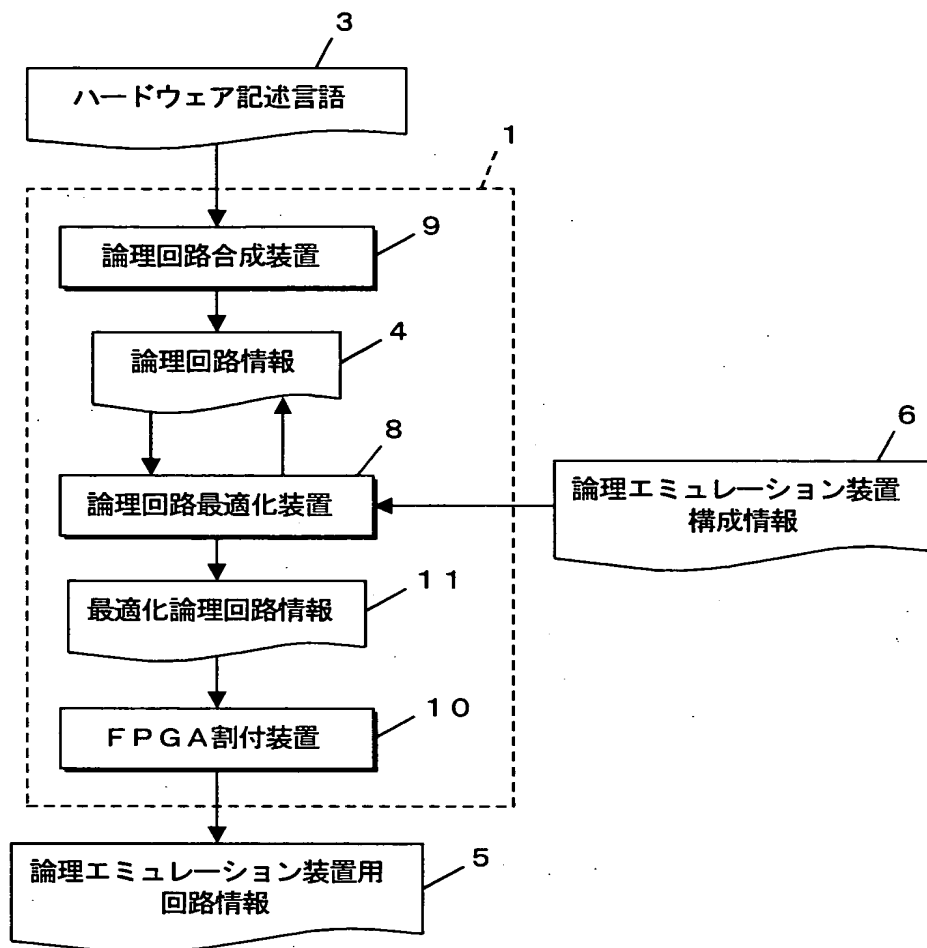 3
ハードウェア記述言語
1
9
論理回路合成装置
4
論理回路情報
8
6
論理回路最適化装置
論理エミュレーション装置
構成情報
11
最適化論理回路情報
10
FPGA割付装置
5
論理エミュレーション装置用
回路情報